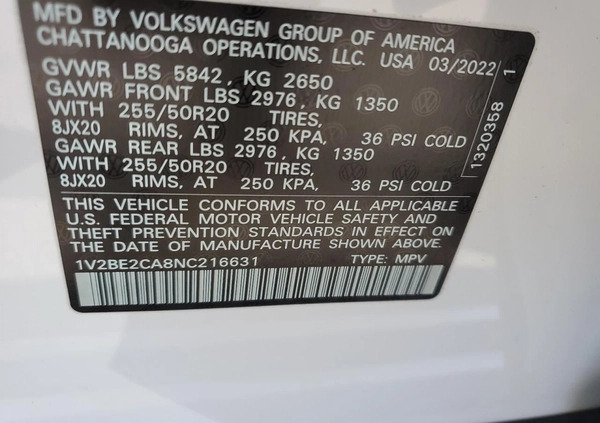 MFD BY VOLKSWAGEN GROUP OF AMERICA
CHATTANOOGA OPERATIONS, LLC. USA 03/2022
GVWR LBS 5842, KG 2650
GAWR FRONT LBS 2976, KG 1350
WITH 255/50R20 TIRES,
8JX20 RIMS, AT 250 KPA, 36 PSI COLD
GAWR REAR LBS 2976, KG 1350
WITH 255/50R20 TIRES,
8JX20 RIMS, AT 250 KPA, 36 PSI COLD
THIS VEHICLE CONFORMS TO ALL APPLICABLE
U.S. FEDERAL MOTOR VEHICLE SAFETY AND
THEFT PREVENTION STANDARDS IN EFFECT ON
THE DATE OF MANUFACTURE SHOWN ABOVE.
1V2BE2CA8NC216631 TYPE: MPV
1320358 1